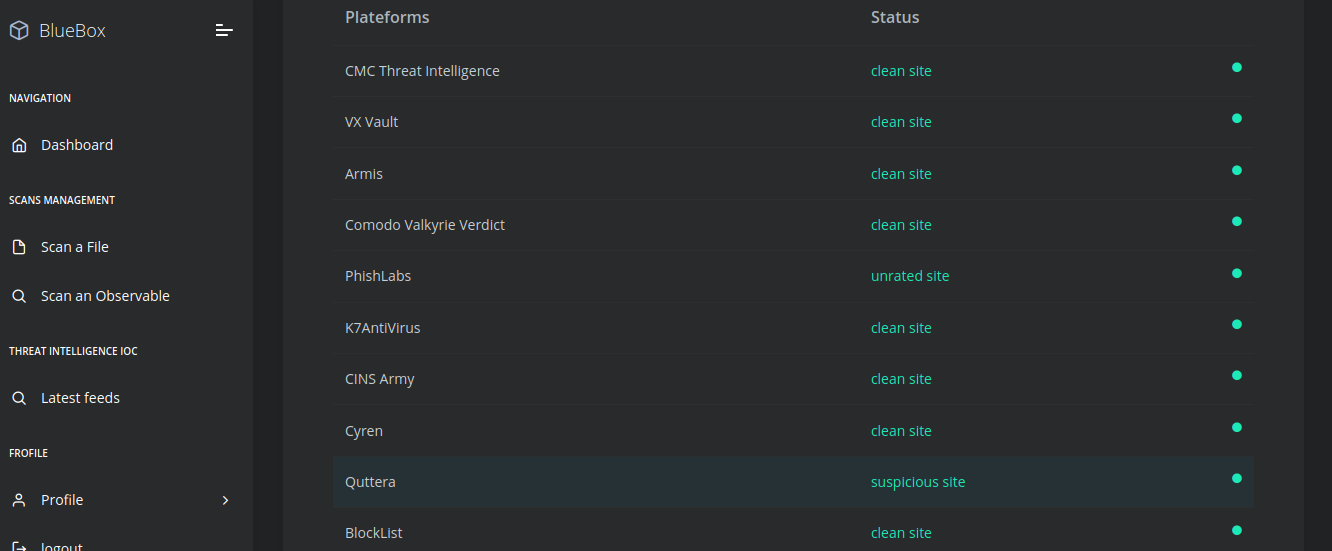 BlueBox
NAVIGATION
Dashboard
SCANS MANAGEMENT
Scan a File
Scan an Observable
THREAT INTELLIGENCE IOC
Latest feeds
PROFILE
Profile
logout
Plateforms Status
CMC Threat Intelligence clean site
VX Vault clean site
Armis clean site
Comodo Valkyrie Verdict clean site
PhishLabs unrated site
K7AntiVirus clean site
CINS Army clean site
Cyren clean site
Quttera suspicious site
BlockList clean site